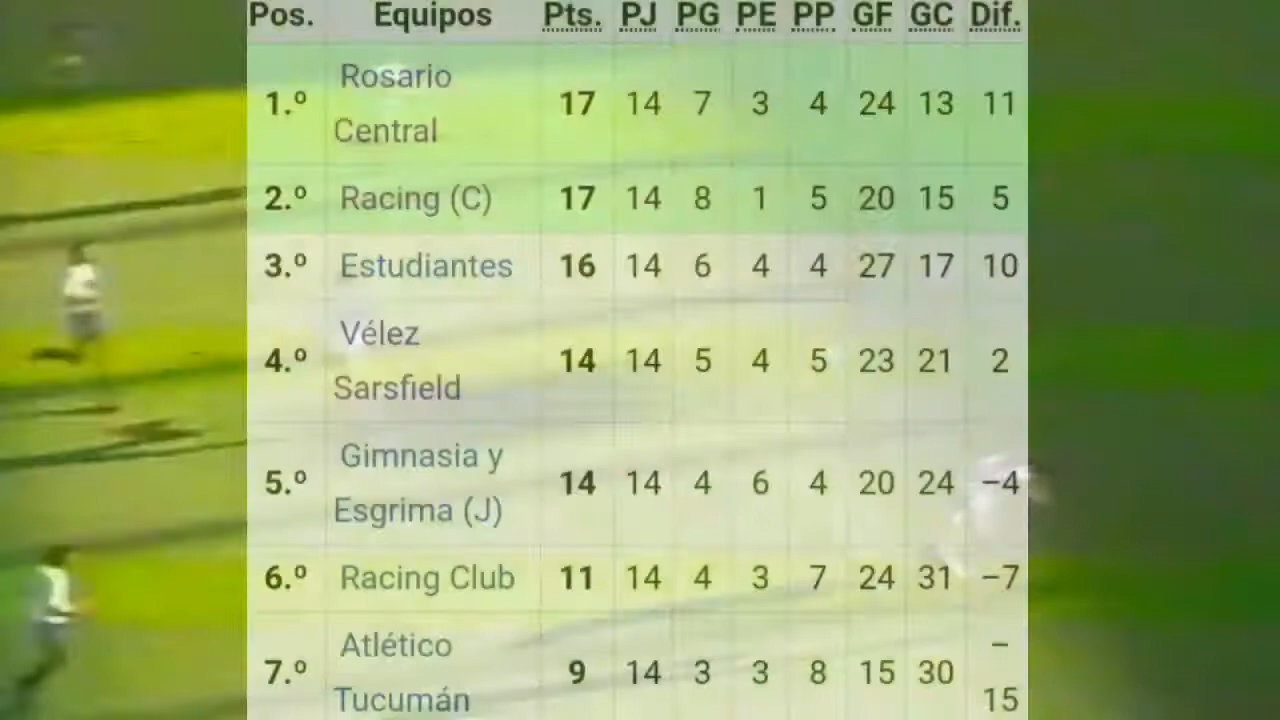 Pos. Equipos Pts. PJ PG PE PP GF GC Dif.
1.º Rosario Central 17 14 7 3 4 24 13 11
2.º Racing (C) 17 14 8 1 5 20 15 5
3.º Estudiantes 16 14 6 4 4 27 17 10
4.º Vélez Sarsfield 14 14 5 4 5 23 21 2
5.º Gimnasia y Esgrima (J) 14 14 4 6 4 20 24 −4
6.º Racing Club 11 14 4 3 7 24 31 −7
7.º Atlético Tucumán 9 14 3 3 8 15 30 −15